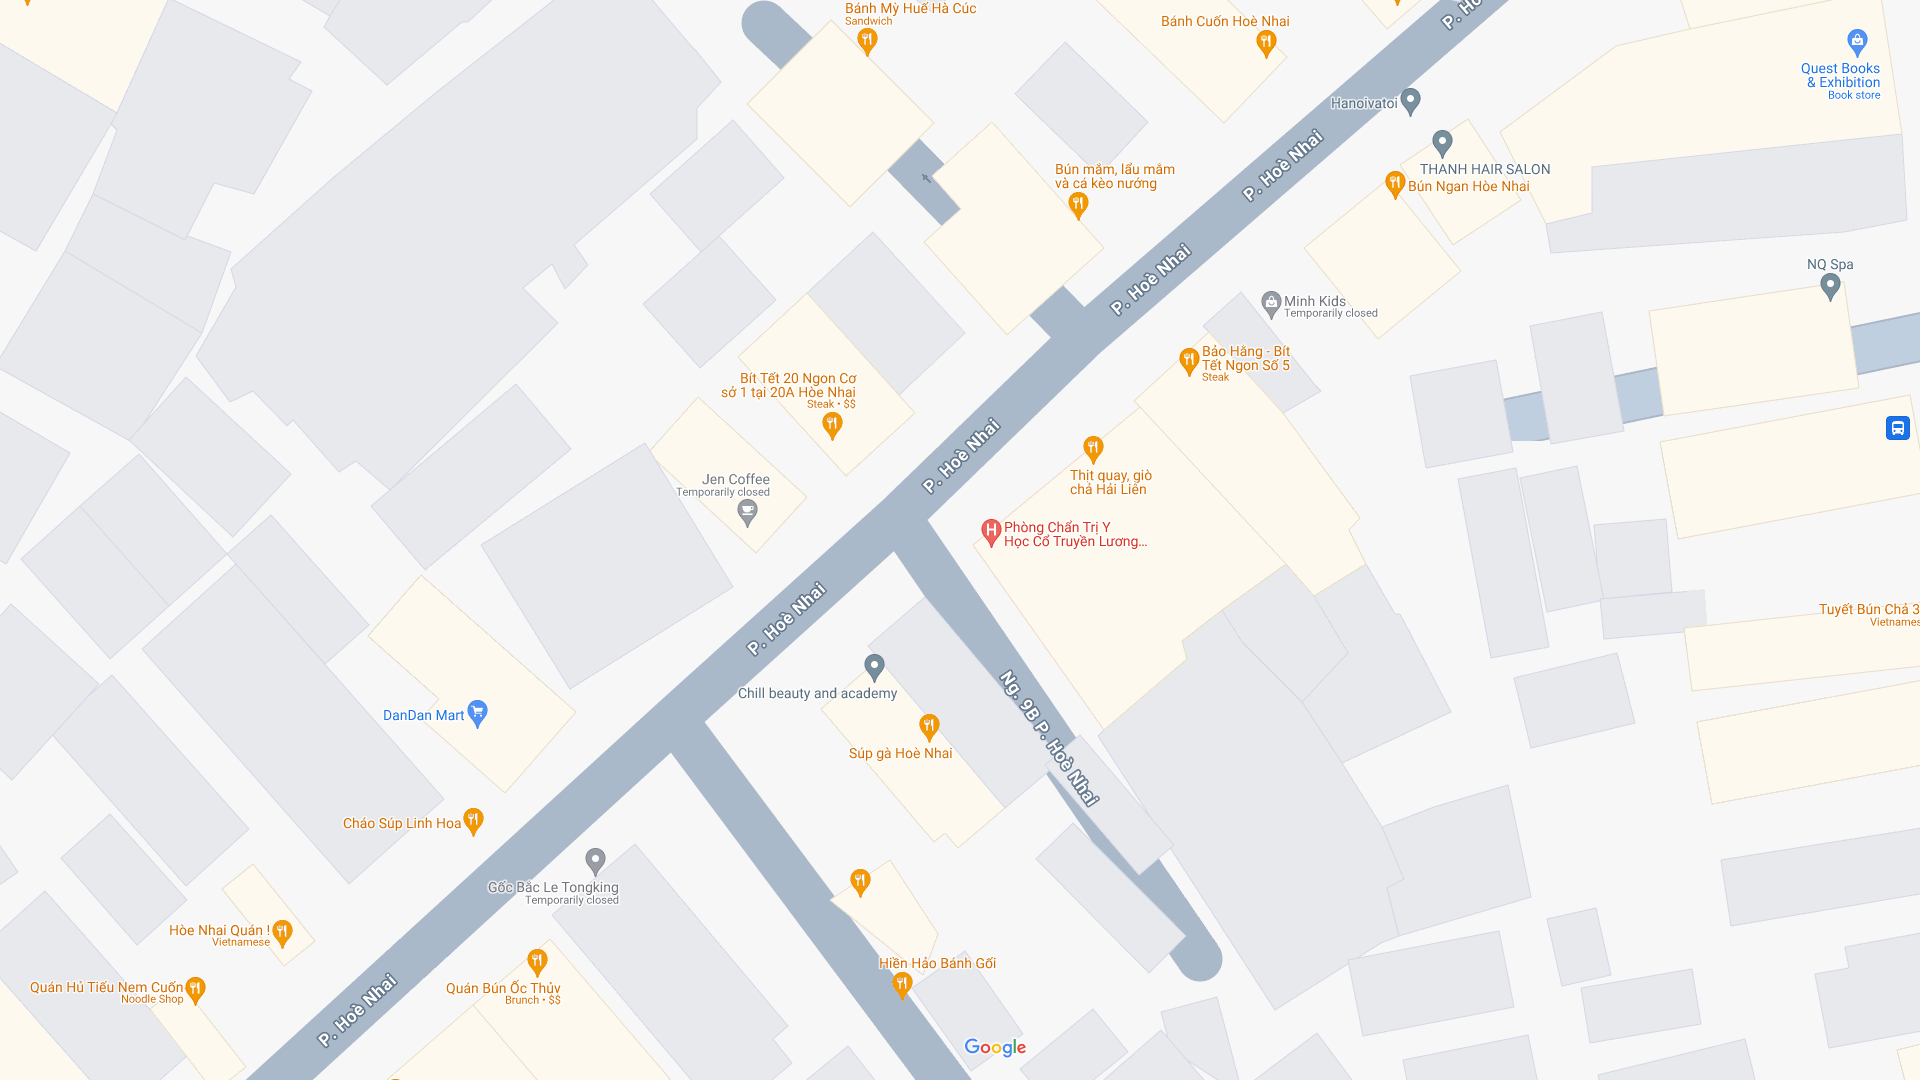 Bánh Mỳ Huế Hà Cúc
Sandwich
Bánh Cuốn Hoè Nhai
Quest Books
& Exhibition
Book store
Hanoivatoi
P. Hoè Nhai
THANH HAIR SALON
Bún Ngan Hòe Nhai
Bún mắm, lẩu mắm
và cá kèo nướng
P. Hoè Nhai
NQ Spa
Minh Kids
Temporarily closed
Bảo Hằng - Bít
Tết Ngon Số 5
Steak
Bít Tết 20 Ngon Cơ
sở 1 tại 20A Hòe Nhai
Steak • $$
P. Hoè Nhai
Jen Coffee
Temporarily closed
Thịt quay, giò
chả Hải Liên
Phòng Chẩn Trị Y
Học Cổ Truyền Lương...
P. Hoè Nhai
Tuyết Bún Chả 3
Chill beauty and academy
Ng. 9B P. Hoè Nhai
DanDan Mart
Súp gà Hoè Nhai
Cháo Súp Linh Hoa
Gốc Bắc Le Tongking
Temporarily closed
Hòe Nhai Quán !
Vietnamese
Hiền Hảo Bánh Gối
Quán Hủ Tiếu Nem Cuốn
Noodle Shop
Quán Bún Ốc Thủy
Brunch • $$
P. Hoè Nhai
Google